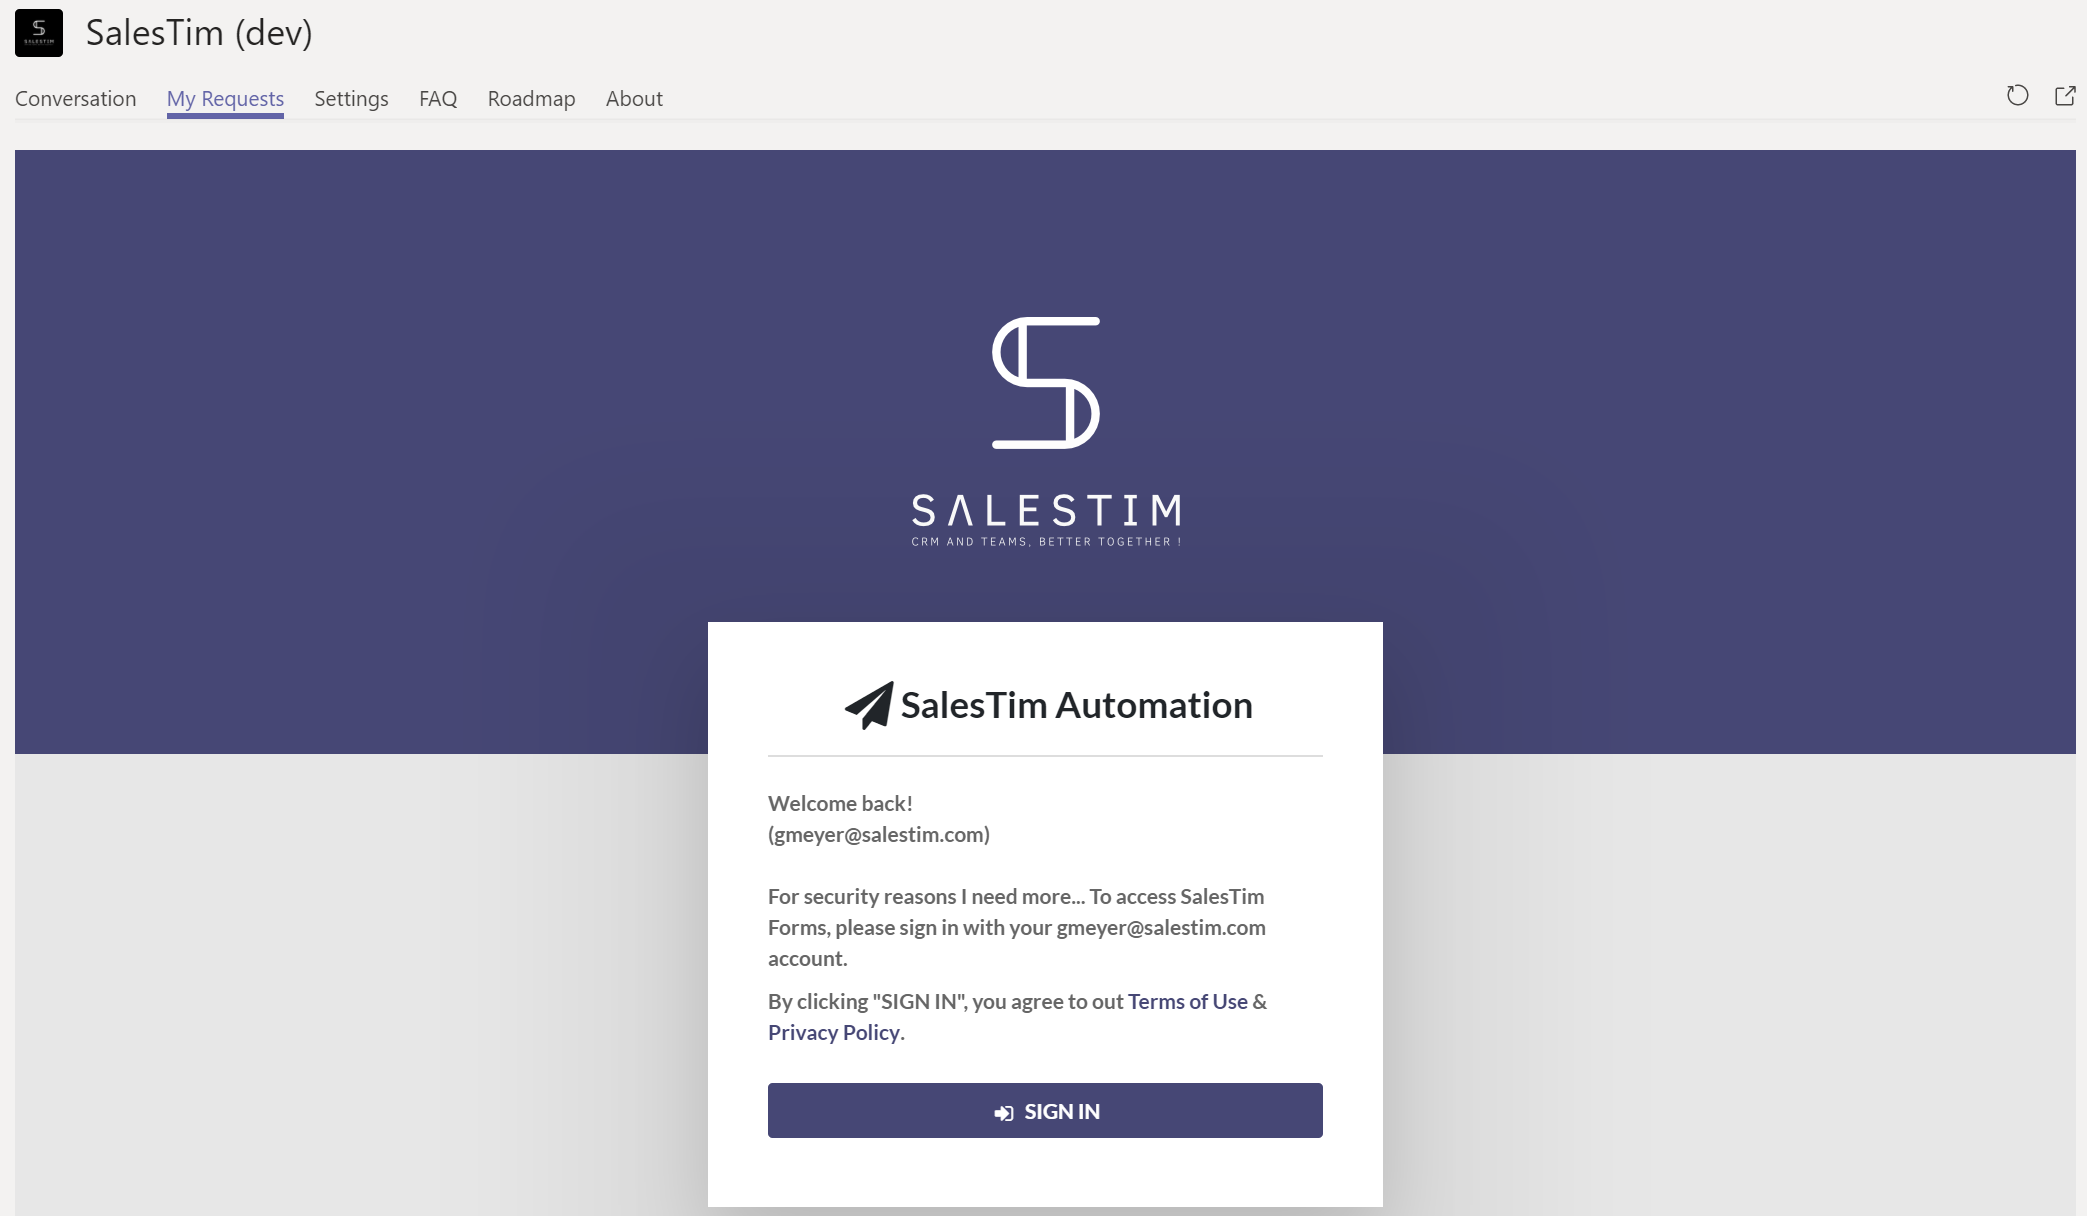 SalesTim (dev)
Conversation My Requests Settings FAQ Roadmap About
SALESTIM
CRM AND TEAMS, BETTER TOGETHER !
SalesTim Automation
Welcome back!
(gmeyer@salestim.com)
For security reasons I need more... To access SalesTim
Forms, please sign in with your gmeyer@salestim.com
account.
By clicking "SIGN IN", you agree to out Terms of Use &
Privacy Policy.
SIGN IN